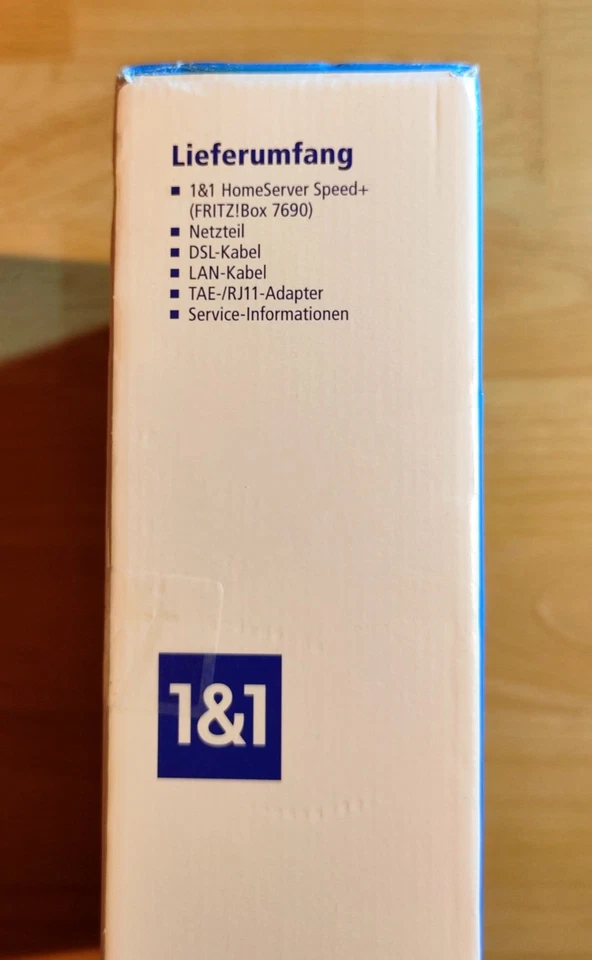 Lieferumfang
▪ 1&1 HomeServer Speed+
(FRITZ!Box 7690)
▪ Netzteil
▪ DSL-Kabel
▪ LAN-Kabel
▪ TAE-/RJ11-Adapter
▪ Service-Informationen
1&1